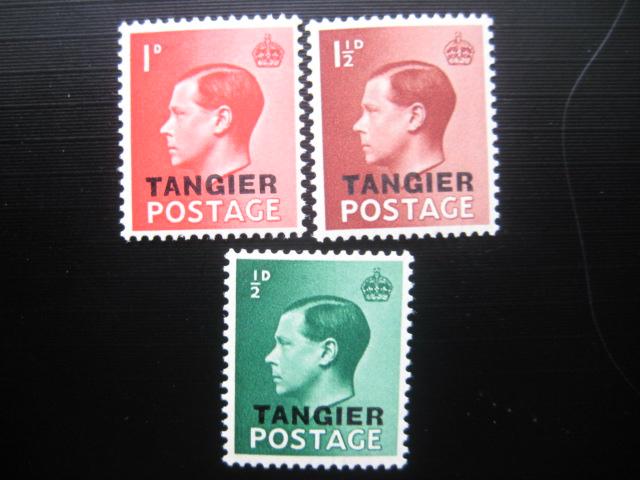 1D
TANGIER
POSTAGE
1½D
TANGIER
POSTAGE
½D
TANGIER
POSTAGE